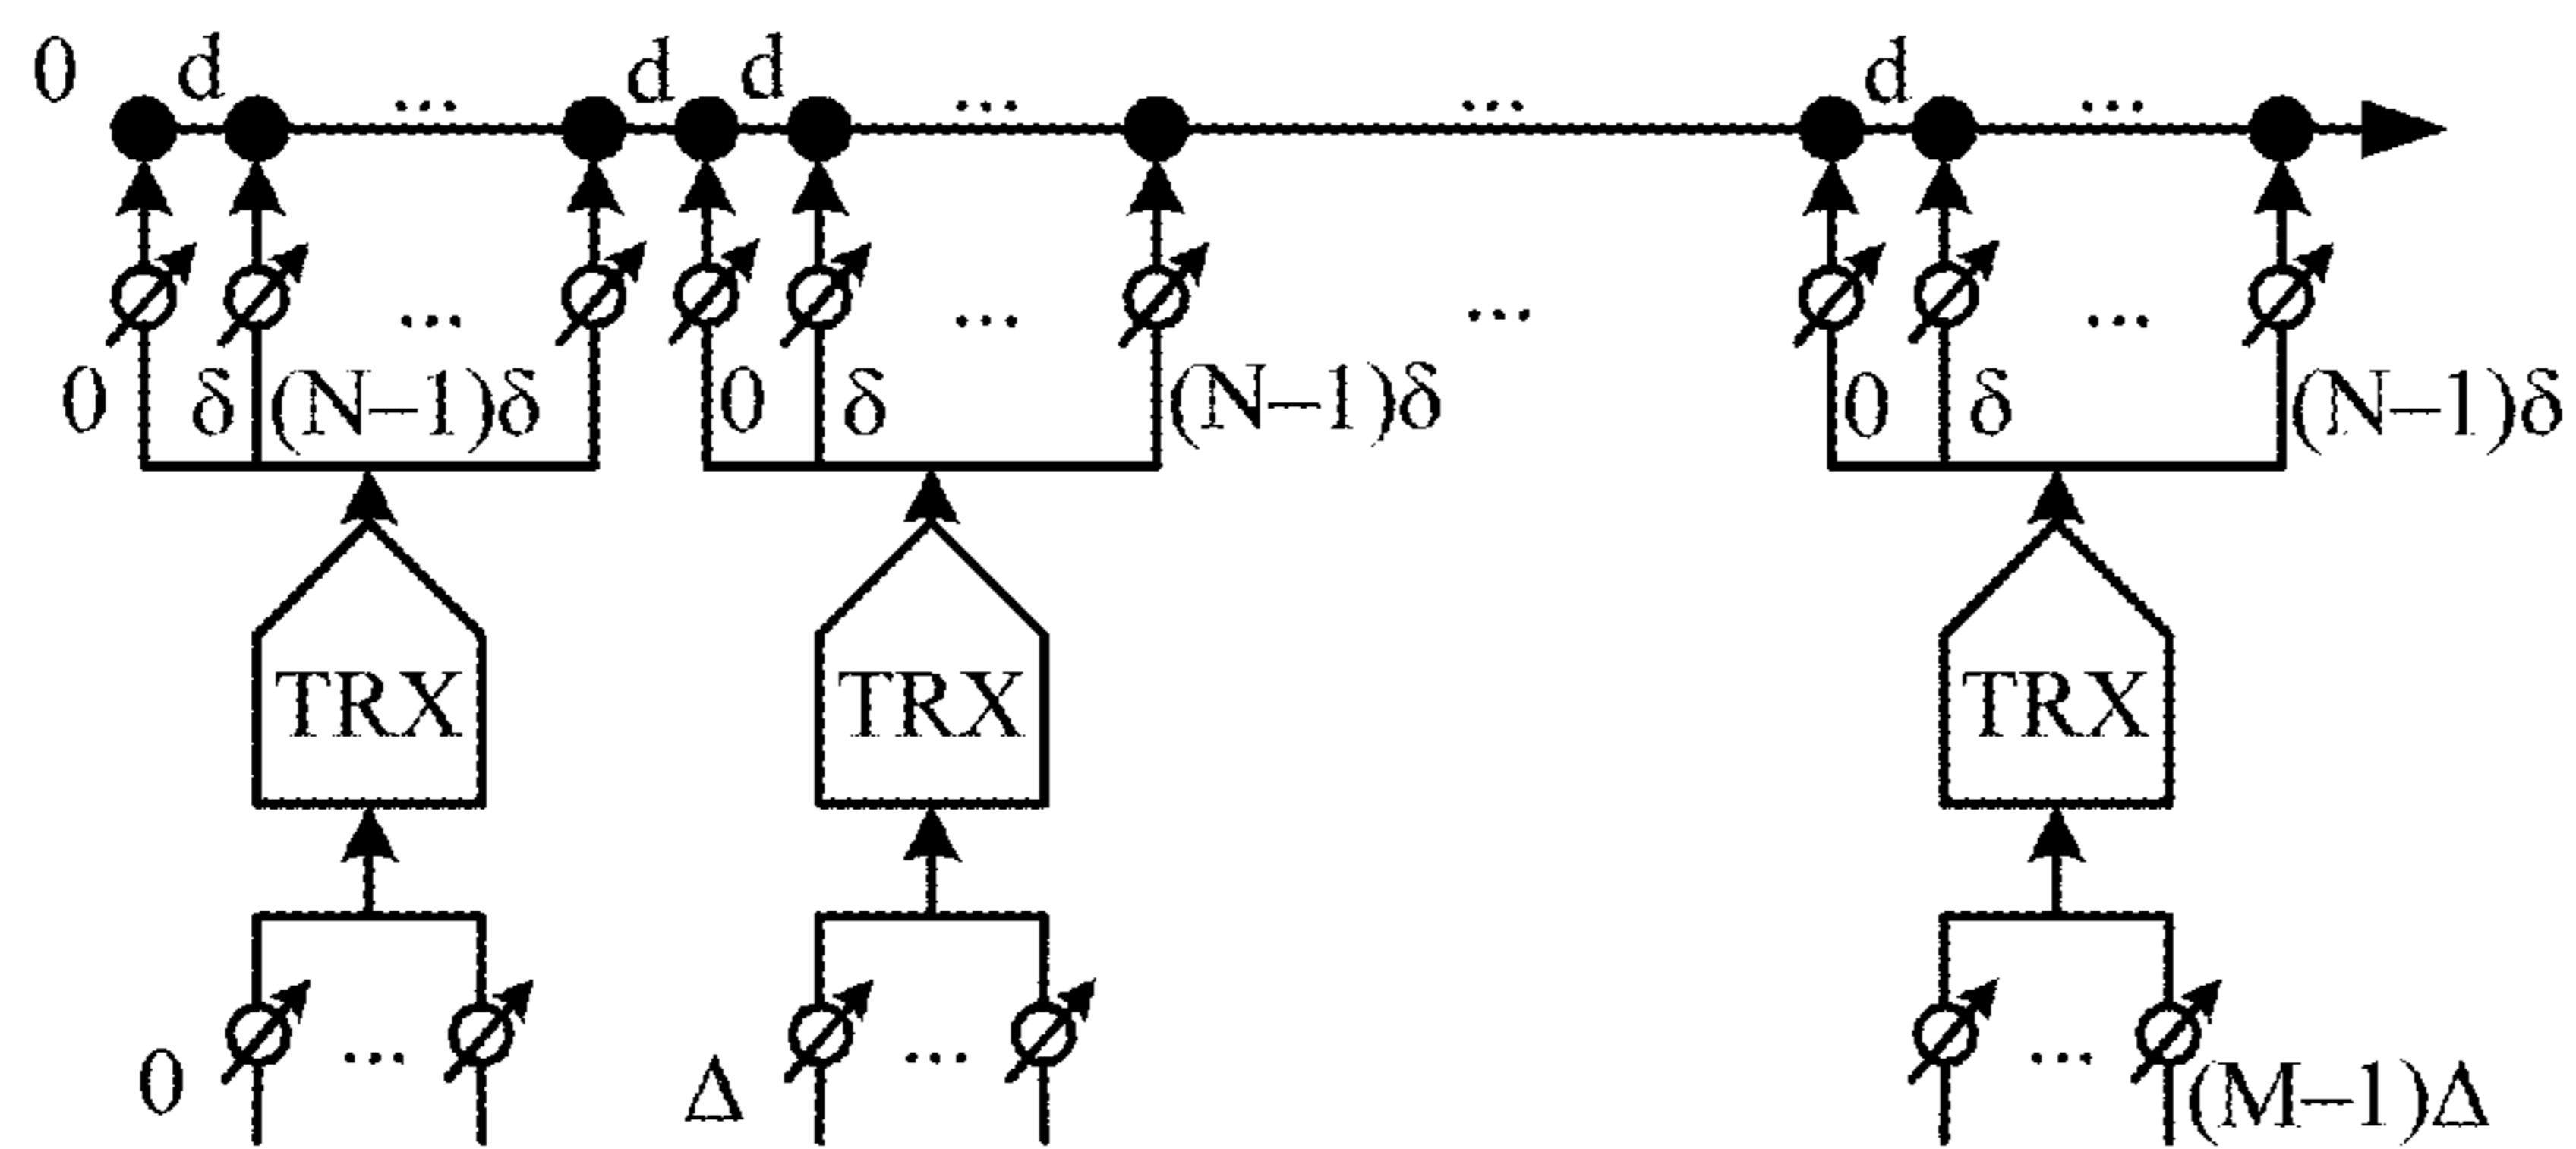 0 d ... d d ... ... d ...
... ... ... ...
0 δ (N−1)δ 0 δ (N−1)δ 0 δ (N−1)δ
TRX TRX TRX
0 ... Δ ... ... (M−1)Δ